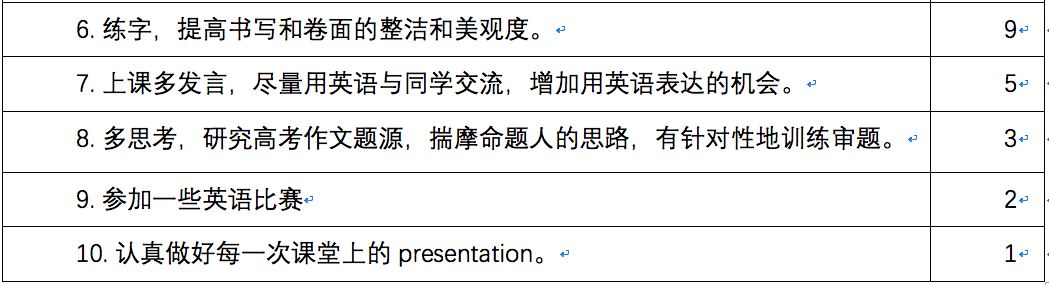 6. 练字，提高书写和卷面的整洁和美观度。 9
7. 上课多发言，尽量用英语与同学交流，增加用英语表达的机会。 5
8. 多思考，研究高考作文题源，揣摩命题人的思路，有针对性地训练审题。 3
9. 参加一些英语比赛 2
10. 认真做好每一次课堂上的 presentation。 1